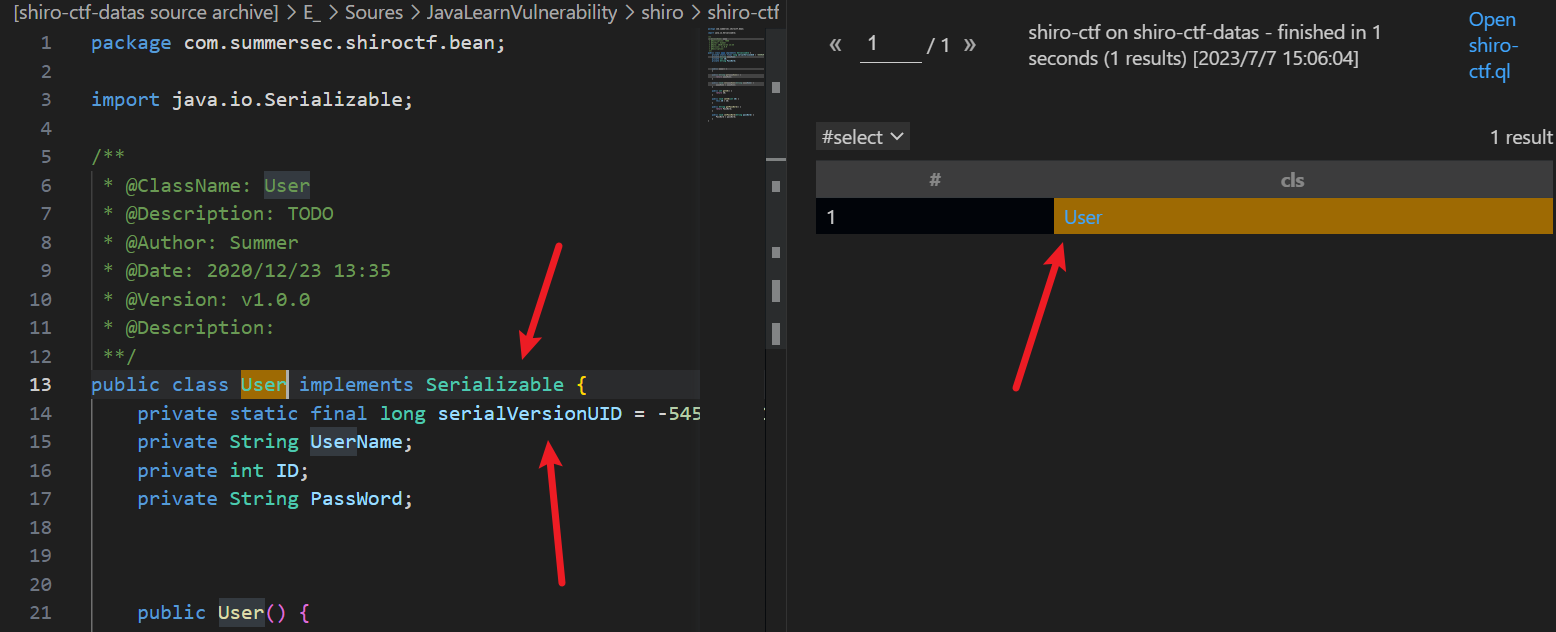 [shiro-ctf-datas source archive] > E_ > Soures > JavaLearnVulnerability > shiro > shiro-ctf
1 package com.summersec.shiroctf.bean;
2
3 import java.io.Serializable;
4
5 /**
6 * @ClassName: User
7 * @Description: TODO
8 * @Author: Summer
9 * @Date: 2020/12/23 13:35
10 * @Version: v1.0.0
11 * @Description:
12 **/
13 public class User implements Serializable {
14 private static final long serialVersionUID = -545
15 private String UserName;
16 private int ID;
17 private String PassWord;
18
19
20
21 public User() {
« 1 / 1 »
shiro-ctf on shiro-ctf-datas - finished in 1
seconds (1 results) [2023/7/7 15:06:04]
Open
shiro-
ctf.ql
#select
1 result
# cls
1 User